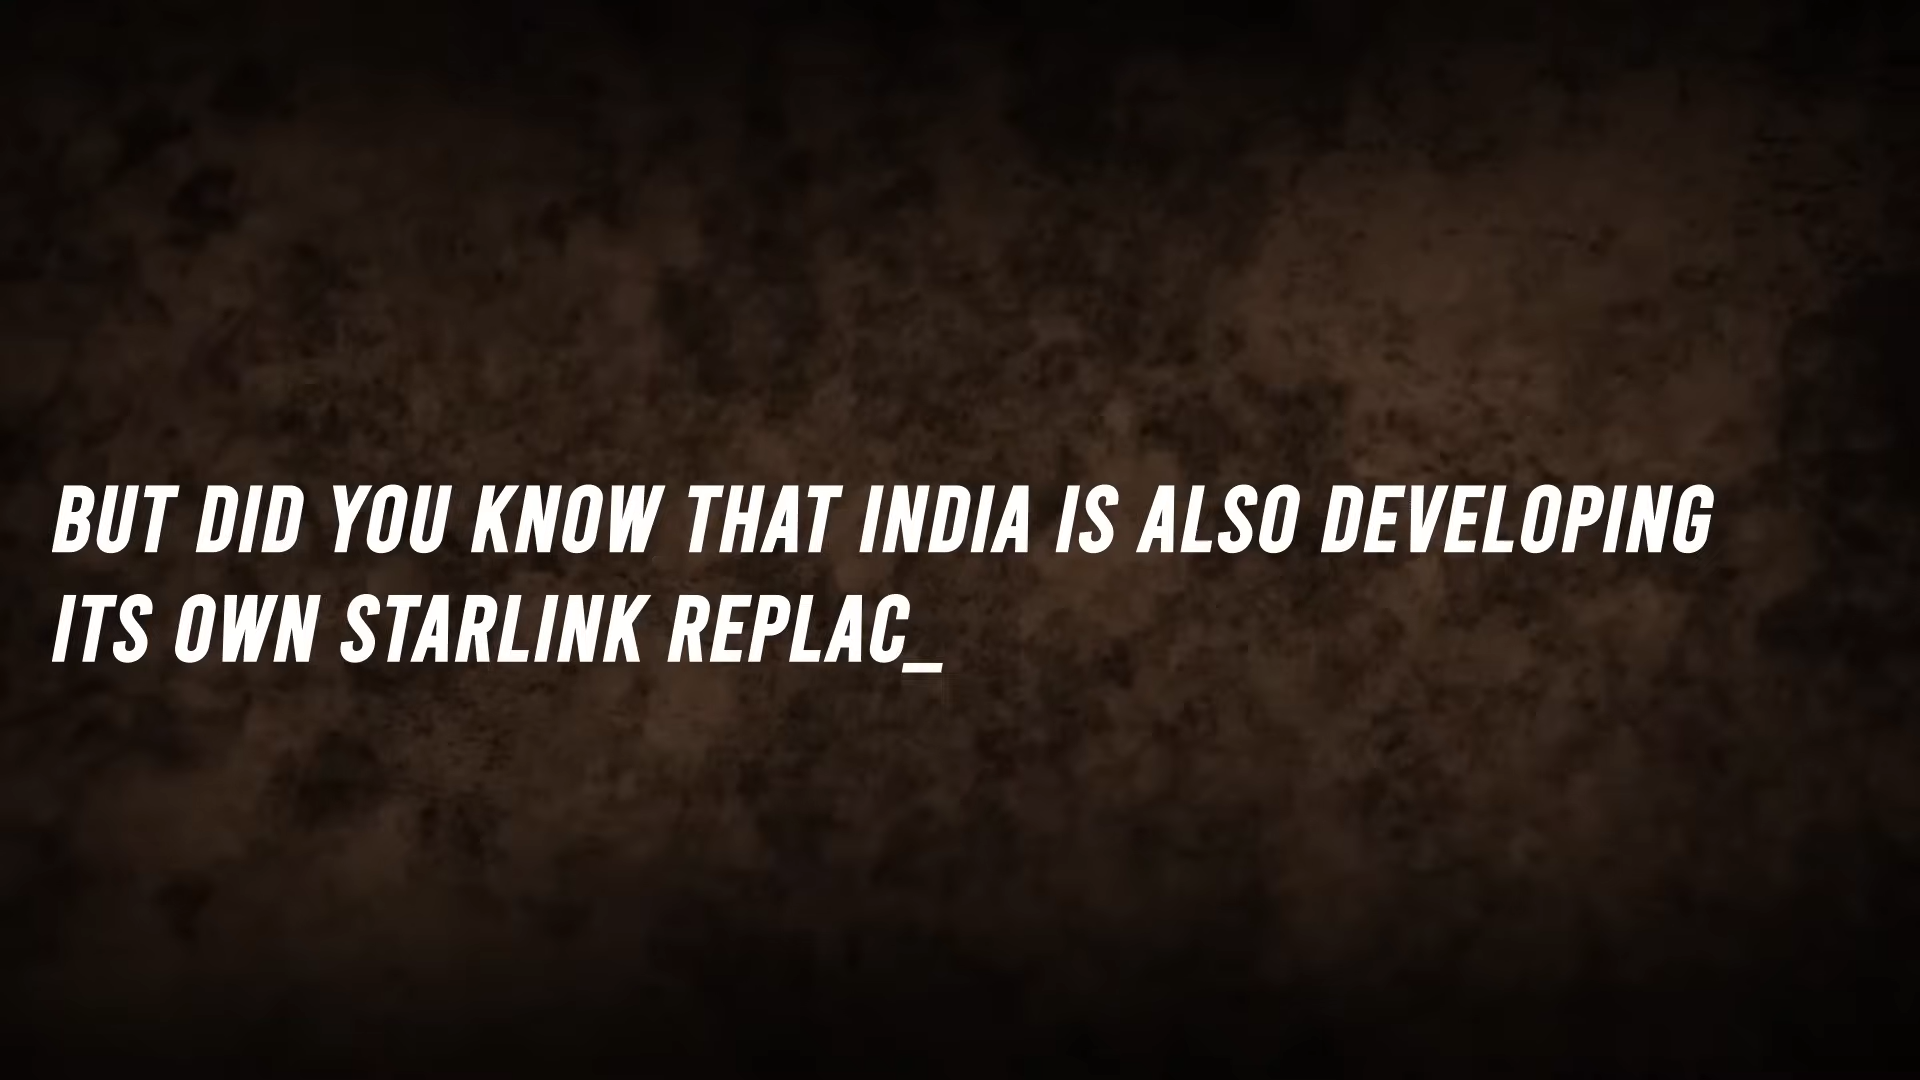 BUT DID YOU KNOW THAT INDIA IS ALSO DEVELOPING
ITS OWN STARLINK REPLAC_